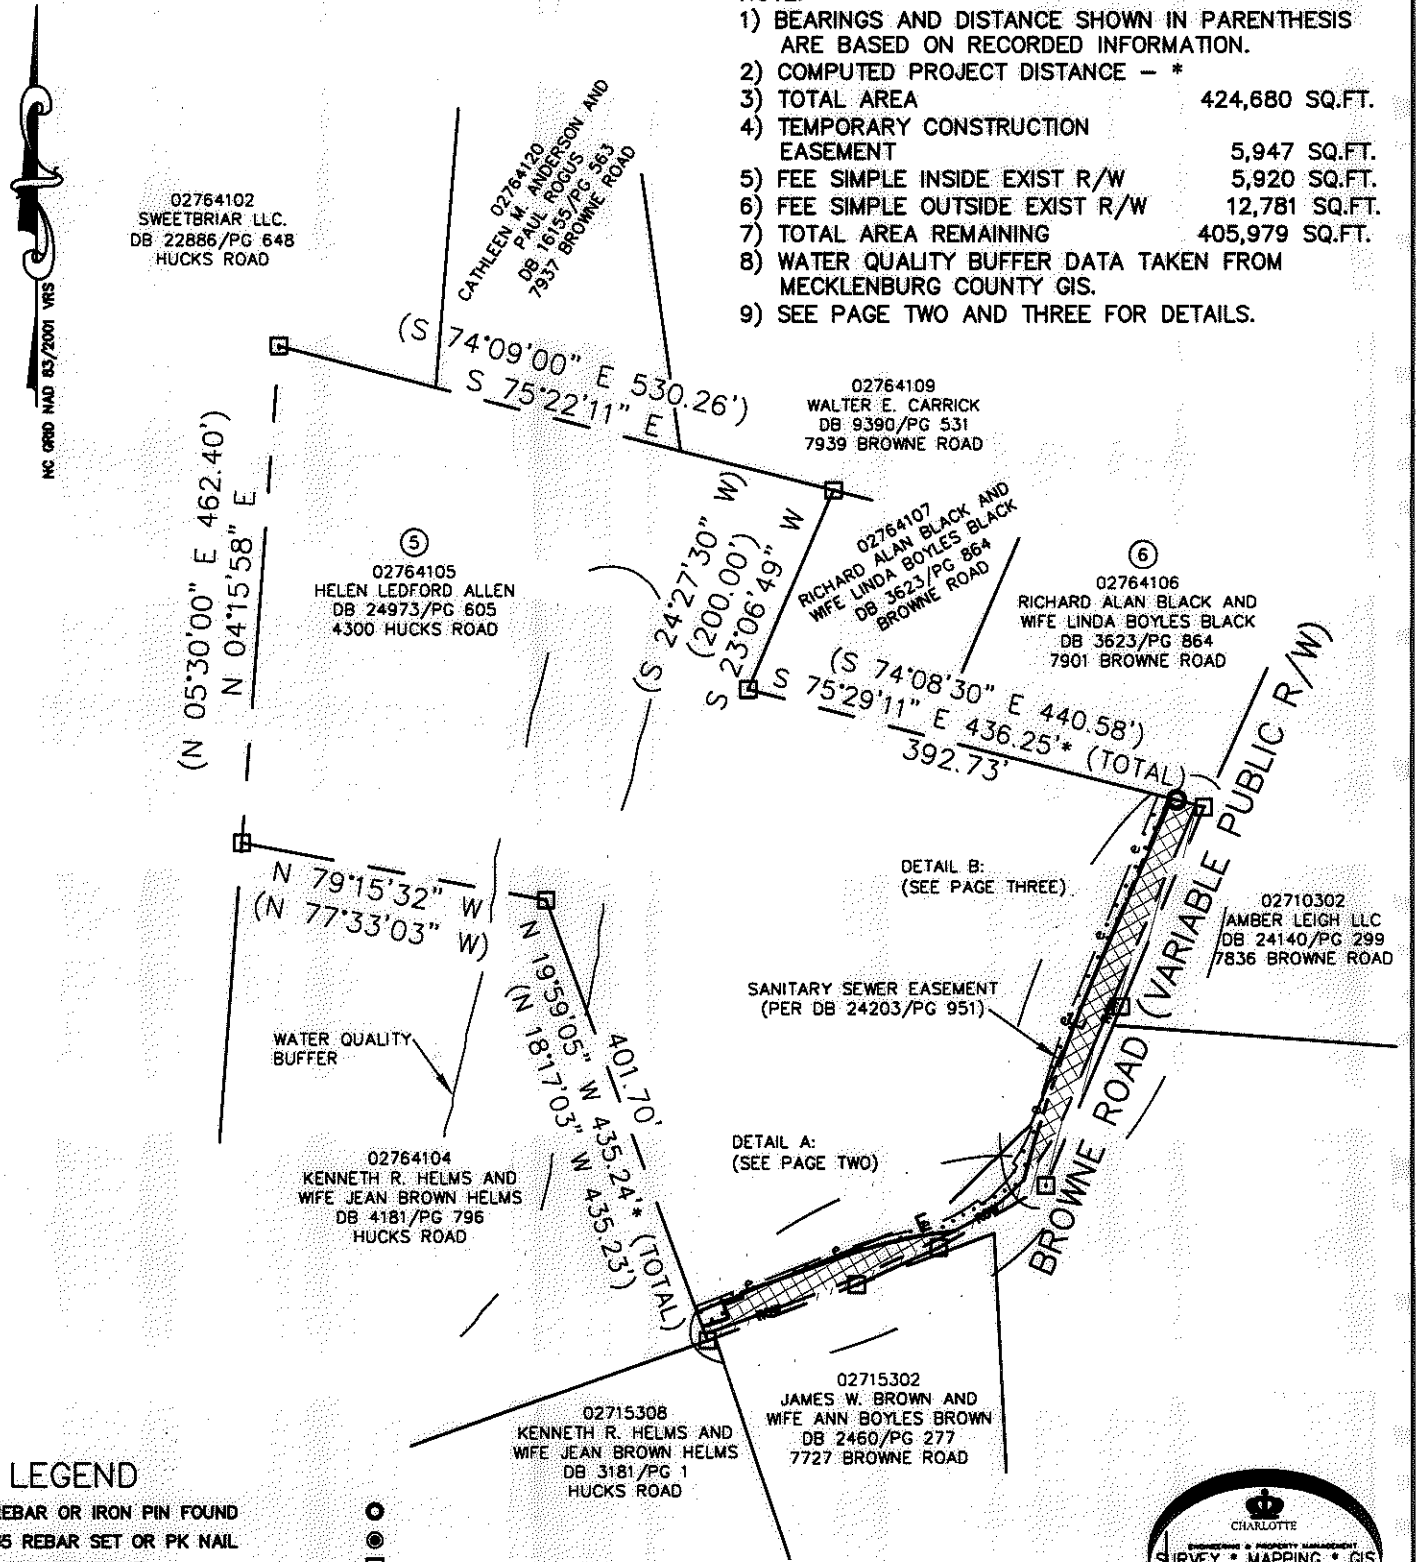 1) BEARINGS AND DISTANCE SHOWN IN PARENTHESIS
ARE BASED ON RECORDED INFORMATION.
2) COMPUTED PROJECT DISTANCE – *
3) TOTAL AREA 424,680 SQ.FT.
4) TEMPORARY CONSTRUCTION
EASEMENT 5,947 SQ.FT.
5) FEE SIMPLE INSIDE EXIST R/W 5,920 SQ.FT.
6) FEE SIMPLE OUTSIDE EXIST R/W 12,781 SQ.FT.
7) TOTAL AREA REMAINING 405,979 SQ.FT.
8) WATER QUALITY BUFFER DATA TAKEN FROM
MECKLENBURG COUNTY GIS.
9) SEE PAGE TWO AND THREE FOR DETAILS.
NC GRID NAD 83/2001 VRS
02764102
SWEETBRIAR LLC.
DB 22886/PG 648
HUCKS ROAD
02764120
CATHLEEN M. ANDERSON AND
PAUL ROGUS
DB 16155/PG 563
7937 BROWNE ROAD
(S 74°09'00" E 530.26')
S 75°22'11" E
02764109
WALTER E. CARRICK
DB 9390/PG 531
7939 BROWNE ROAD
(N 05°30'00" E 462.40')
N 04°15'58" E
5
02764105
HELEN LEDFORD ALLEN
DB 24973/PG 605
4300 HUCKS ROAD
(S 24°27'30" W)
(200.00')
S 23°06'49" W
02764107
RICHARD ALAN BLACK AND
WIFE LINDA BOYLES BLACK
DB 3623/PG 864
BROWNE ROAD
6
02764106
RICHARD ALAN BLACK AND
WIFE LINDA BOYLES BLACK
DB 3623/PG 864
7901 BROWNE ROAD
(S 74°08'30" E 440.58')
S 75°29'11" E 436.25'* (TOTAL)
392.73'
BROWNE ROAD (VARIABLE PUBLIC R/W)
N 79°15'32" W
(N 77°33'03" W)
DETAIL B:
(SEE PAGE THREE)
02710302
AMBER LEIGH LLC
DB 24140/PG 299
7836 BROWNE ROAD
SANITARY SEWER EASEMENT
(PER DB 24203/PG 951)
WATER QUALITY
BUFFER
401.70'
N 19°59'05" W 435.24'* (TOTAL)
(N 18°17'03" W 435.23')
DETAIL A:
(SEE PAGE TWO)
02764104
KENNETH R. HELMS AND
WIFE JEAN BROWN HELMS
DB 4181/PG 796
HUCKS ROAD
02715308
KENNETH R. HELMS AND
WIFE JEAN BROWN HELMS
DB 3181/PG 1
HUCKS ROAD
02715302
JAMES W. BROWN AND
WIFE ANN BOYLES BROWN
DB 2460/PG 277
7727 BROWNE ROAD
LEGEND
REBAR OR IRON PIN FOUND
REBAR SET OR PK NAIL
CHARLOTTE
ENGINEERING & PROPERTY MANAGEMENT
SURVEY * MAPPING * GIS